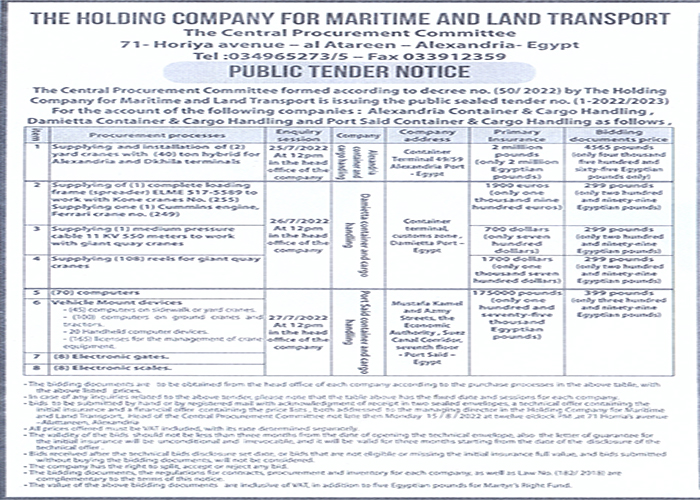 THE HOLDING COMPANY FOR MARITIME AND LAND TRANSPORT
The Central Procurement Committee
71- Horiya avenue – al Atareen – Alexandria- Egypt
Tel :034965273/5 – Fax 033912359
PUBLIC TENDER NOTICE
The Central Procurement Committee formed according to decree no. (50/ 2022) by The Holding
Company for Maritime and Land Transport is issuing the public sealed tender no. (1-2022/2023)
For the account of the following companies : Alexandria Container & Cargo Handling ,
Damietta Container & Cargo Handling and Port Said Container & Cargo Handling as follows .
Item
Procurement processes
Enquiry
session
Company
Company
address
Primary
Insurance
Bidding
documents price
1
Supplying and installation of (2)
yard cranes with (40) ton hybrid for
Alexandria and Dkhila terminals
25/7/2022
At 12pm
in the head
office of the
company
Alexandria
container and
cargo handling
Container
Terminal 49/59
Alexandria Port
- Egypt
2 million
pounds
(only 2 million
Egyptian
pounds)
4565 pounds
(only four thousand
five hundred and
sixty-five Egyptian
pounds only)
2
Supplying of (1) complete loading
frame (spreader) ELME 817-5589 to
work with Kone cranes No. (255)
Supplying one (1) Cummins engine,
Ferrari crane no. (249)
26/7/2022
At 12pm
in the head
office of the
company
Damietta container and cargo
handling
Container
terminal,
customs zone ,
Damietta Port –
Egypt
1900 euros
(only one
thousand nine
hundred euros)
299 pounds
(only two hundred
and ninety-nine
Egyptian pounds)
3
Supplying (1) medium pressure
cable 11 KV 550 meters to work
with giant quay cranes
700 dollars
(only seven
hundred
dollars)
299 pounds
(only two hundred
and ninety-nine
Egyptian pounds)
4
Supplying (108) reels for giant quay
cranes
1700 dollars
(only one
thousand seven
hundred dollars)
299 pounds
(only two hundred
and ninety-nine
Egyptian pounds)
5
(70) computers
6
Vehicle Mount devices
- (45) computers on sidewalk or yard cranes.
- (100) computers on ground cranes and
tractors.
- 20 Handheld computer devices.
- (165) licenses for the management of crane
equipment.
7
(8) Electronic gates.
8
(8) Electronic scales.
27/7/2022
At 12pm
in the head
office of the
company
Port Said container and cargo
handling
Mustafa Kamel
and Azmy
Streets, the
Economic
Authority , Suez
Canal Corridor,
seventh floor
- Port Said –
Egypt
175000 pounds
(only one
hundred and
seventy-five
thousand
Egyptian
pounds)
399 pounds
(only three hundred
and ninety-nine
Egyptian pounds)
- The bidding documents are to be obtained from the head office of each company according to the purchase processes in the above table, with
the above listed prices.
- In case of any inquiries related to the above tender, please note that the table above has the fixed date and sessions for each company.
- bids to be submitted by hand or by registered mail with acknowledgment of receipt in two sealed envelopes, a technical offer containing the
initial insurance and a financial offer containing the price lists , both addressed to the managing director in the Holding Company for Maritime
and Land Transport, Head of the Central Procurement Committee not late then Monday 15 / 8 / 2022 at twelve oclock PM ,at 71 Horria's avenue
-Alattareen, Alexandria
- All prices offered must be VAT included, with its rate determined separately.
- The validity of the bids should not be less than three months from the date of opening the technical envelope, also the letter of guarantee for
the initial insurance will be unconditional and irrevocable, and it will be valid for three months starting from the date of the disclosure of the
technical offer.
- Bids received after the technical bids disclosure set date, or bids that are not eligible or missing the initial insurance full value, and bids submitted
without buying the bidding documents, will not be considered.
- The company has the right to split, accept or reject any bid.
- The bidding documents, the regulations for contracts, procurement and inventory for each company, as well as Law No. (182/ 2018) are
complementary to the terms of this notice.
- The value of the above bidding documents are inclusive of VAT, in addition to five Egyptian pounds for Martyr's Right Fund.